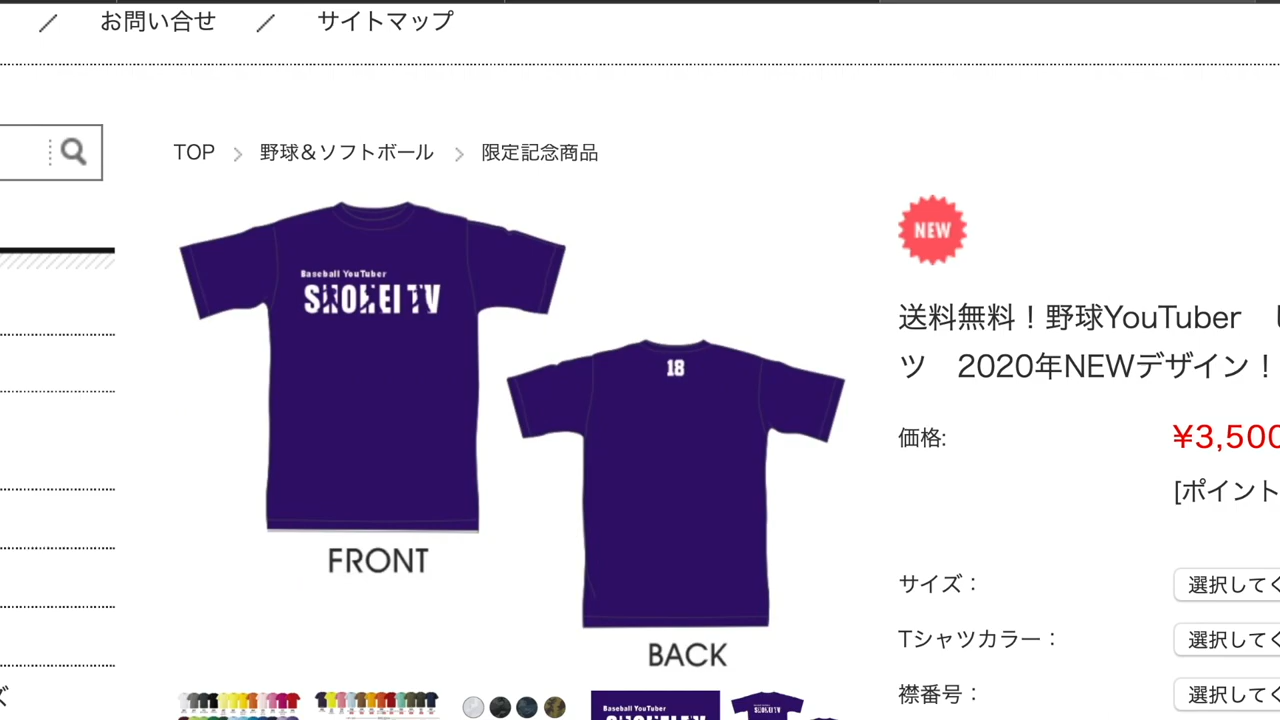 ／ お問い合せ ／ サイトマップ
TOP > 野球＆ソフトボール > 限定記念商品
NEW
Baseball YouTuber
SHOHEI TV
18
FRONT
BACK
送料無料！野球YouTuber
ツ 2020年NEWデザイン！
価格:
¥3,500
[ポイント
サイズ：
選択してく
Tシャツカラー：
選択してく
襟番号：
選択してく
ズ
Baseball YouTuber
SHOHEI TV